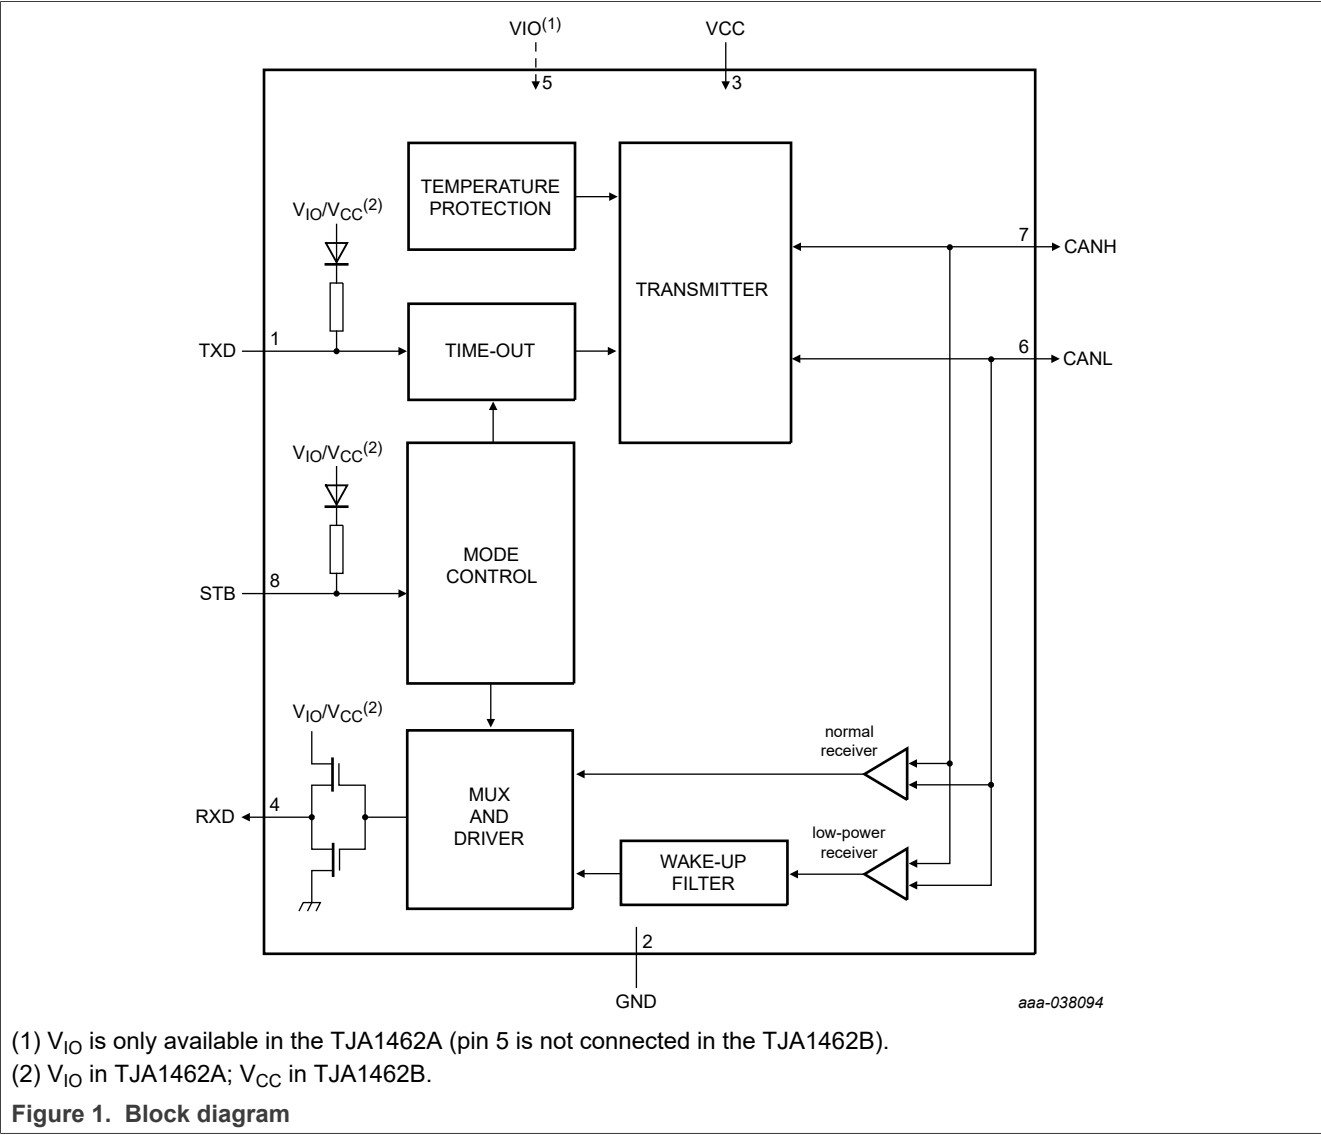 VIO(1)
VCC
5
3
TEMPERATURE
PROTECTION
VIO/VCC(2)
TRANSMITTER
7
CANH
TXD
1
TIME-OUT
6
CANL
VIO/VCC(2)
MODE
CONTROL
STB
8
VIO/VCC(2)
normal
receiver
RXD
4
MUX
AND
DRIVER
low-power
receiver
WAKE-UP
FILTER
2
GND
aaa-038094
(1) VIO is only available in the TJA1462A (pin 5 is not connected in the TJA1462B).
(2) VIO in TJA1462A; VCC in TJA1462B.
Figure 1. Block diagram